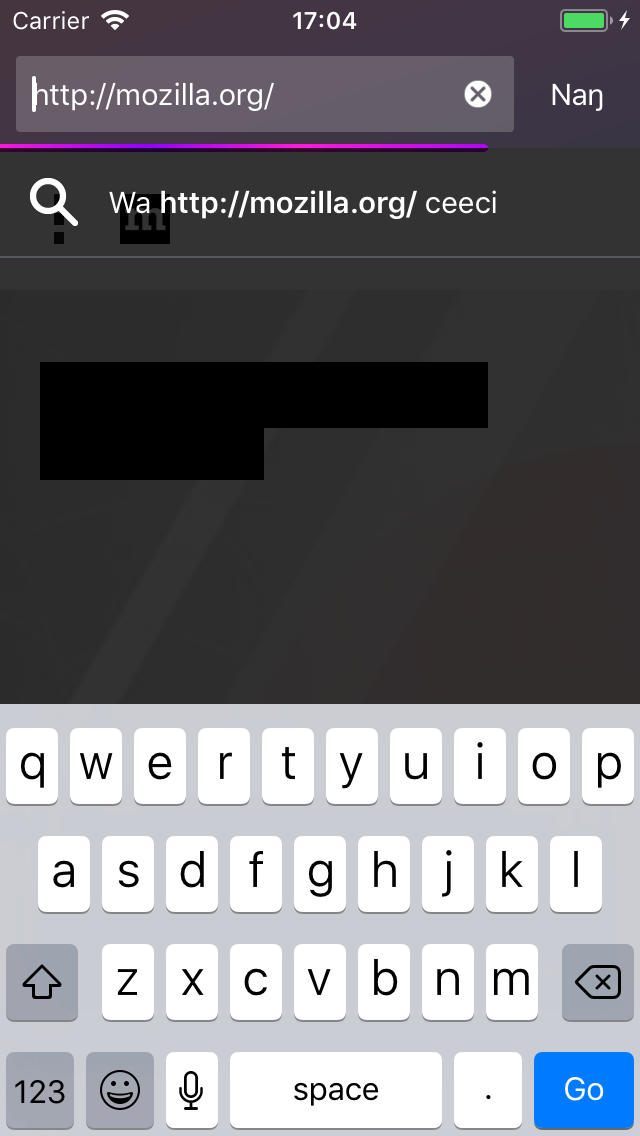 Carrier 17:04
http://mozilla.org/ Naŋ
Wa http://mozilla.org/ ceeci
m
q w e r t y u i o p
a s d f g h j k l
z x c v b n m
123 space . Go